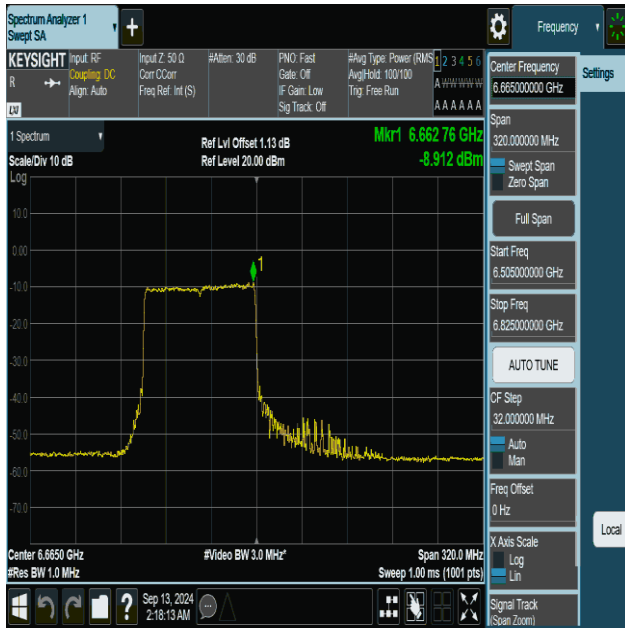 Spectrum Analyzer 1
Swept SA
+
Frequency
KEYSIGHT
R
LXI
Input: RF
Coupling: DC
Align: Auto
Input Z: 50 Ω
Corr CCorr
Freq Ref: Int (S)
#Atten: 30 dB
PNO: Fast
Gate: Off
IF Gain: Low
Sig Track: Off
#Avg Type: Power (RMS
Avg|Hold: 100/100
Trig: Free Run
1 2 3 4 5 6
A W W W W W
A A A A A A
1 Spectrum
Scale/Div 10 dB
Log
Ref Lvl Offset 1.13 dB
Ref Level 20.00 dBm
Mkr1 6.662 76 GHz
-8.912 dBm
10.0
0.00
-10.0
-20.0
-30.0
-40.0
-50.0
-60.0
-70.0
1
Center 6.6650 GHz
#Res BW 1.0 MHz
#Video BW 3.0 MHz*
Span 320.0 MHz
Sweep 1.00 ms (1001 pts)
Center Frequency
6.665000000 GHz
Settings
Span
320.000000 MHz
Swept Span
Zero Span
Full Span
Start Freq
6.505000000 GHz
Stop Freq
6.825000000 GHz
AUTO TUNE
CF Step
32.000000 MHz
Auto
Man
Freq Offset
0 Hz
Local
X Axis Scale
Log
Lin
Signal Track
(Span Zoom)
?
Sep 13, 2024
2:18:13 AM